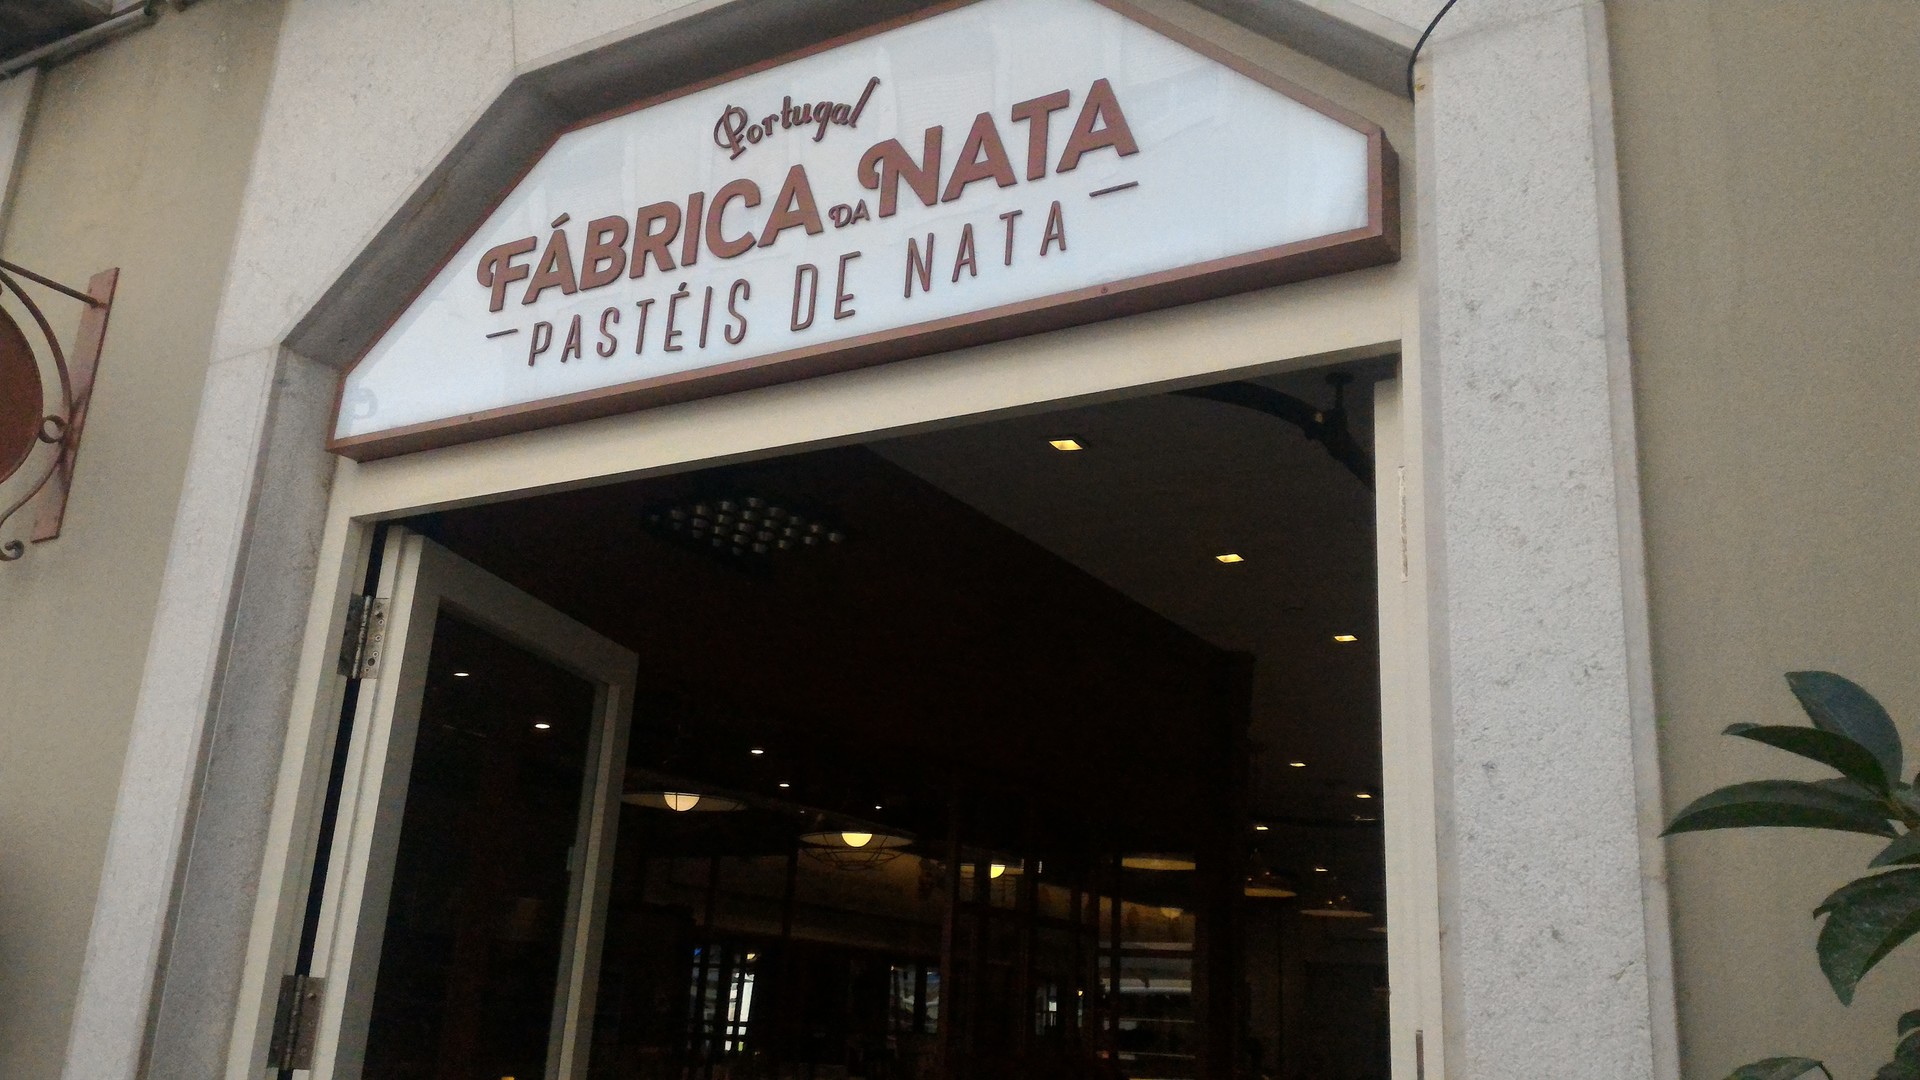 Portugal
FÁBRICA DA NATA
PASTÉIS DE NATA